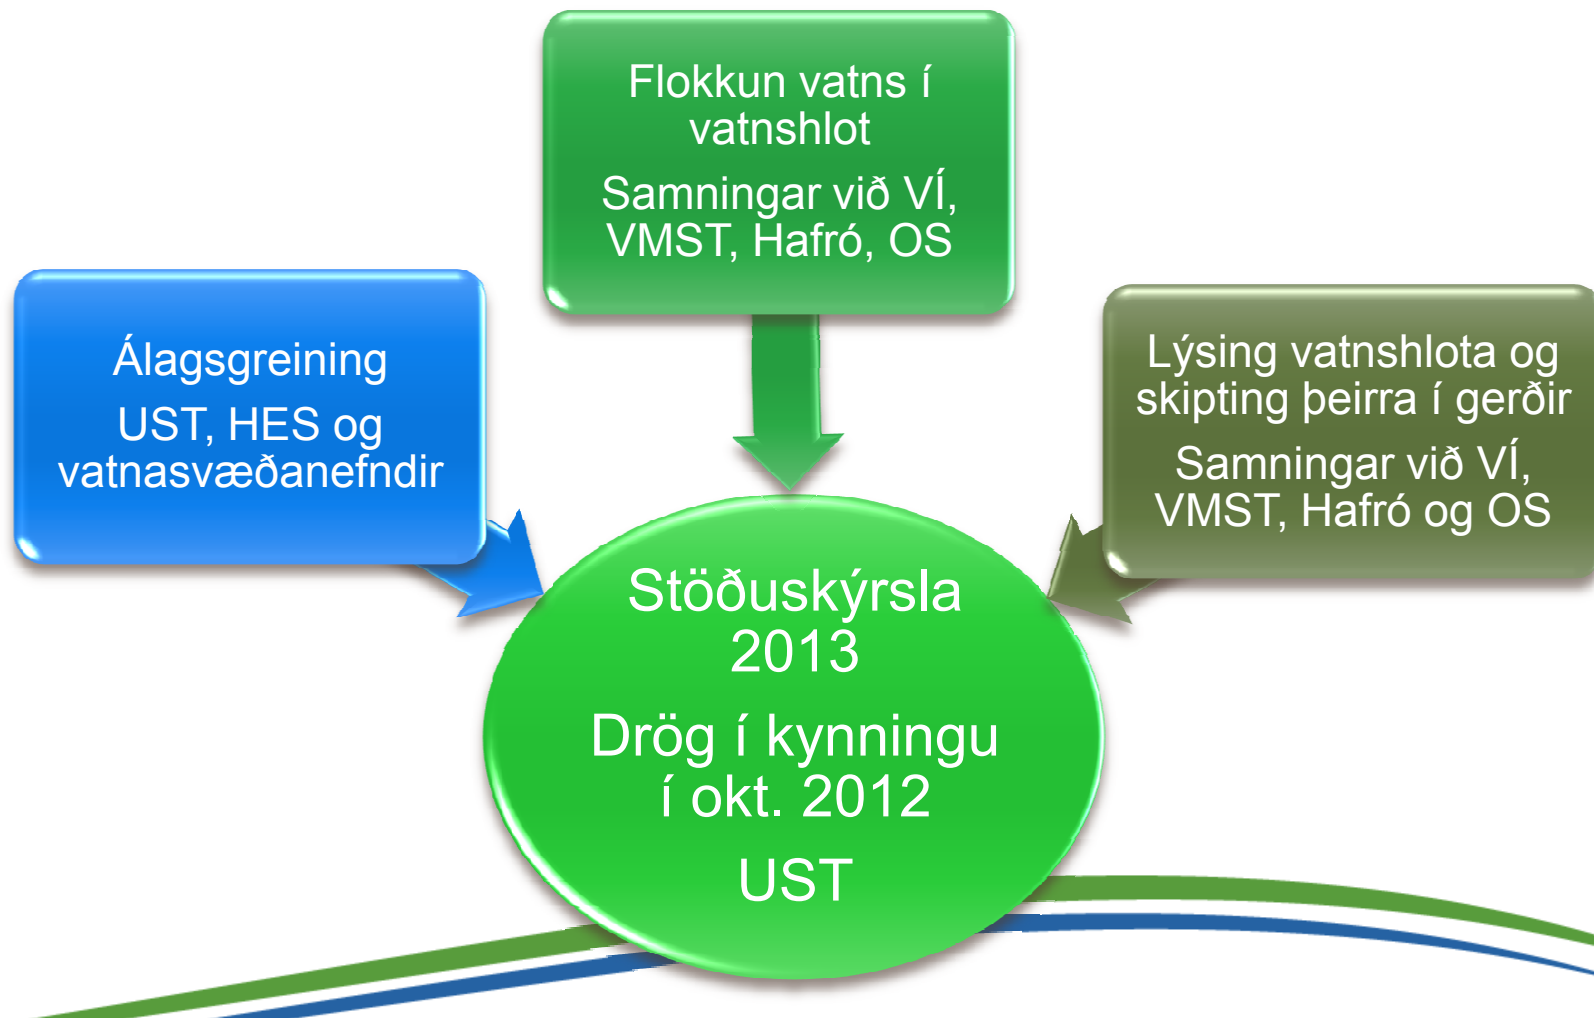 Flokkun vatns í
vatnshlot
Samningar við VÍ,
VMST, Hafró, OS
Álagsgreining
UST, HES og
vatnasvæðanefndir
Lýsing vatnshlota og
skipting þeirra í gerðir
Samningar við VÍ,
VMST, Hafró og OS
Stöðuskýrsla
2013
Drög í kynningu
í okt. 2012
UST